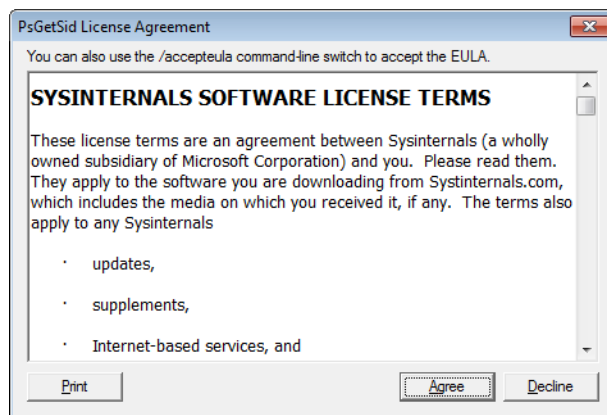 PsGetSid License Agreement
You can also use the /accepteula command-line switch to accept the EULA.
SYSINTERNALS SOFTWARE LICENSE TERMS
These license terms are an agreement between Sysinternals (a wholly
owned subsidiary of Microsoft Corporation) and you.  Please read them.
They apply to the software you are downloading from Systinternals.com,
which includes the media on which you received it, if any.  The terms also
apply to any Sysinternals
· updates,
· supplements,
· Internet-based services, and
Print Agree Decline